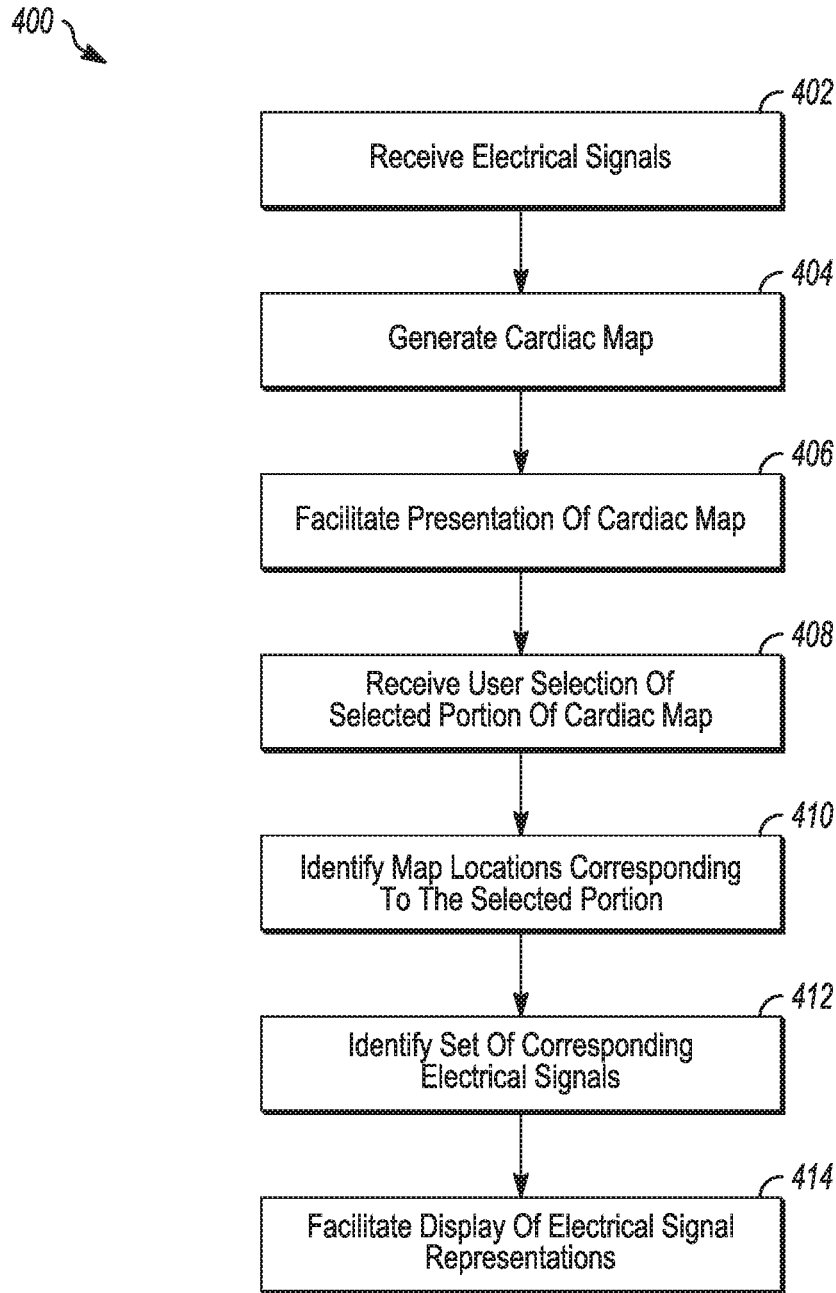 400
402
Receive Electrical Signals
404
Generate Cardiac Map
406
Facilitate Presentation Of Cardiac Map
408
Receive User Selection Of
Selected Portion Of Cardiac Map
410
Identify Map Locations Corresponding
To The Selected Portion
412
Identify Set Of Corresponding
Electrical Signals
414
Facilitate Display Of Electrical Signal
Representations